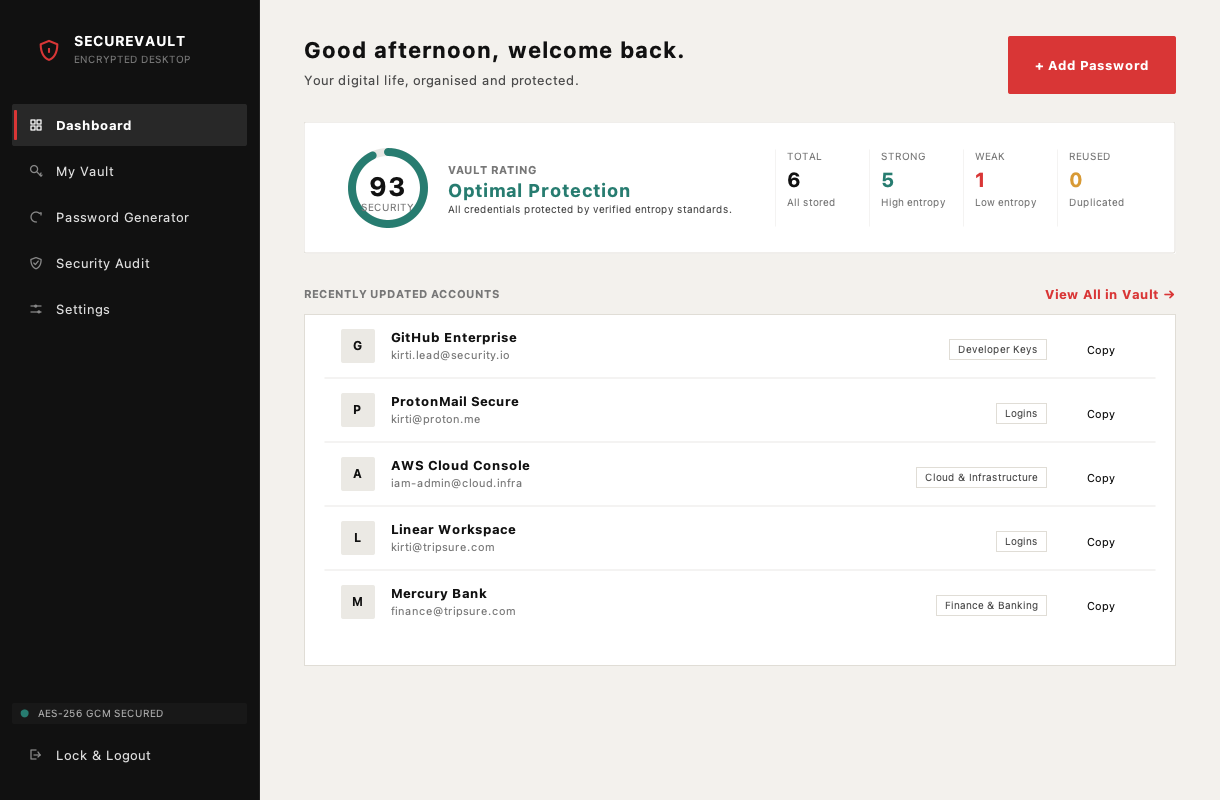 SECUREVAULT
ENCRYPTED DESKTOP
Dashboard
My Vault
Password Generator
Security Audit
Settings
AES-256 GCM SECURED
Lock & Logout
Good afternoon, welcome back.
Your digital life, organised and protected.
+ Add Password
93
SECURITY
VAULT RATING
Optimal Protection
All credentials protected by verified entropy standards.
TOTAL
6
All stored
STRONG
5
High entropy
WEAK
1
Low entropy
REUSED
0
Duplicated
RECENTLY UPDATED ACCOUNTS
View All in Vault →
G
GitHub Enterprise
kirti.lead@security.io
Developer Keys
Copy
P
ProtonMail Secure
kirti@proton.me
Logins
Copy
A
AWS Cloud Console
iam-admin@cloud.infra
Cloud & Infrastructure
Copy
L
Linear Workspace
kirti@tripsure.com
Logins
Copy
M
Mercury Bank
finance@tripsure.com
Finance & Banking
Copy